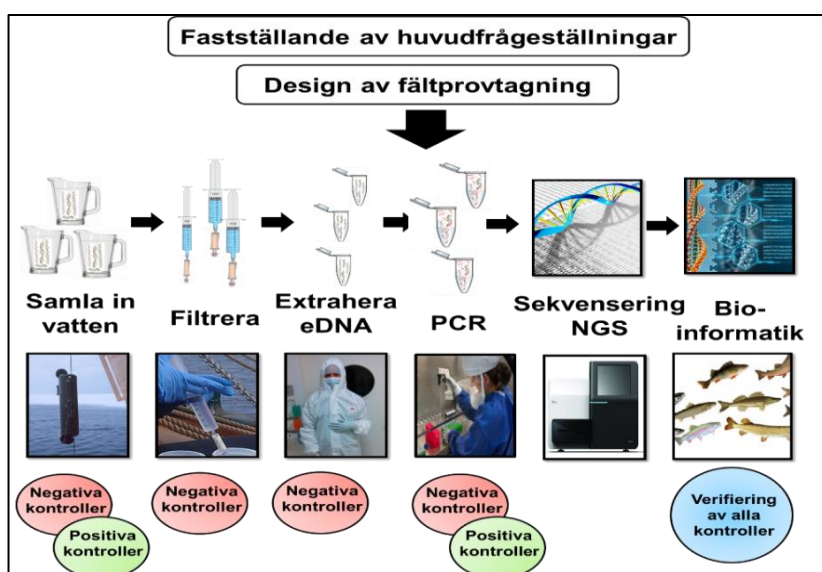 Fastställande av huvudfrågeställningar
Design av fältprovtagning
Samla in
vatten
Filtrera
Extrahera
eDNA
PCR
Sekvensering
NGS
Bio-
informatik
Negativa
kontroller
Positiva
kontroller
Negativa
kontroller
Negativa
kontroller
Negativa
kontroller
Positiva
kontroller
Verifiering
av alla
kontroller